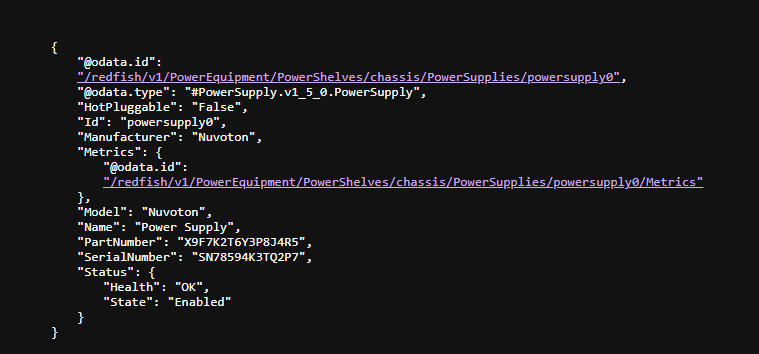 {
"@odata.id":
"/redfish/v1/PowerEquipment/PowerShelves/chassis/PowerSupplies/powersupply0",
"@odata.type": "#PowerSupply.v1_5_0.PowerSupply",
"HotPluggable": "False",
"Id": "powersupply0",
"Manufacturer": "Nuvoton",
"Metrics": {
"@odata.id":
"/redfish/v1/PowerEquipment/PowerShelves/chassis/PowerSupplies/powersupply0/Metrics"
},
"Model": "Nuvoton",
"Name": "Power Supply",
"PartNumber": "X9F7K2T6Y3P8J4R5",
"SerialNumber": "SN78594K3TQ2P7",
"Status": {
"Health": "OK",
"State": "Enabled"
}
}